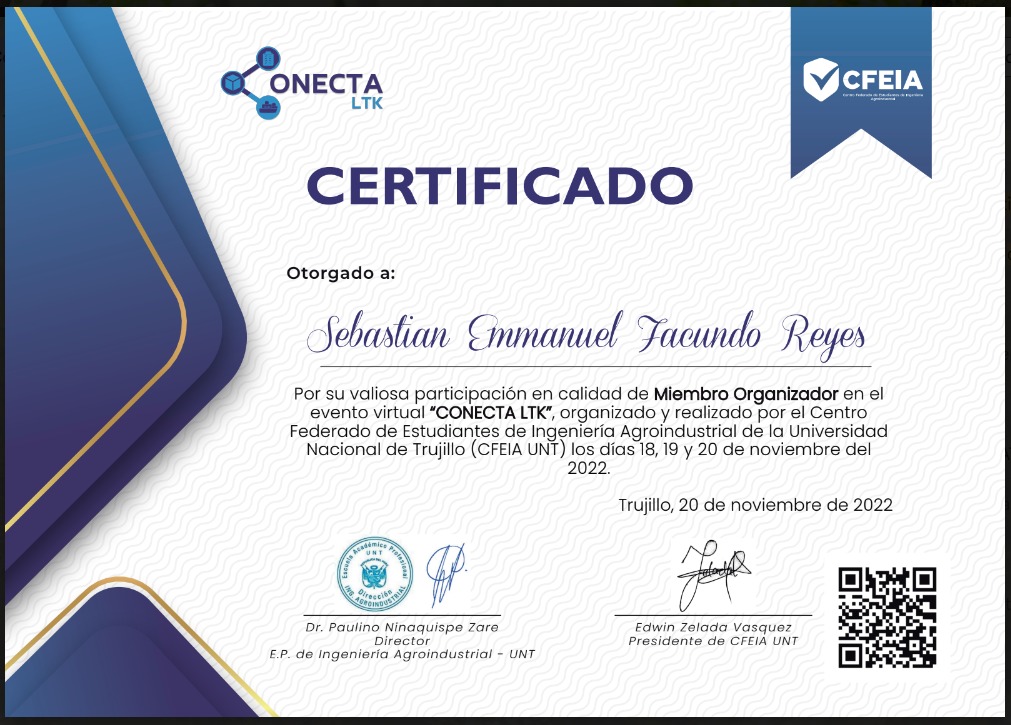 CONECTA
LTK
CFEIA
Centro Federado de Estudiantes de Ingeniería
Agroindustrial
CERTIFICADO
Otorgado a:
Sebastian Emmanuel Facundo Reyes
Por su valiosa participación en calidad de Miembro Organizador en el
evento virtual “CONECTA LTK”, organizado y realizado por el Centro
Federado de Estudiantes de Ingeniería Agroindustrial de la Universidad
Nacional de Trujillo (CFEIA UNT) los días 18, 19 y 20 de noviembre del
2022.
Trujillo, 20 de noviembre de 2022
Escuela Académico Profesional
UNT
Dirección
ING. AGROINDUSTRIAL
Dr. Paulino Ninaquispe Zare
Director
E.P. de Ingeniería Agroindustrial - UNT
Edwin Zelada Vasquez
Presidente de CFEIA UNT